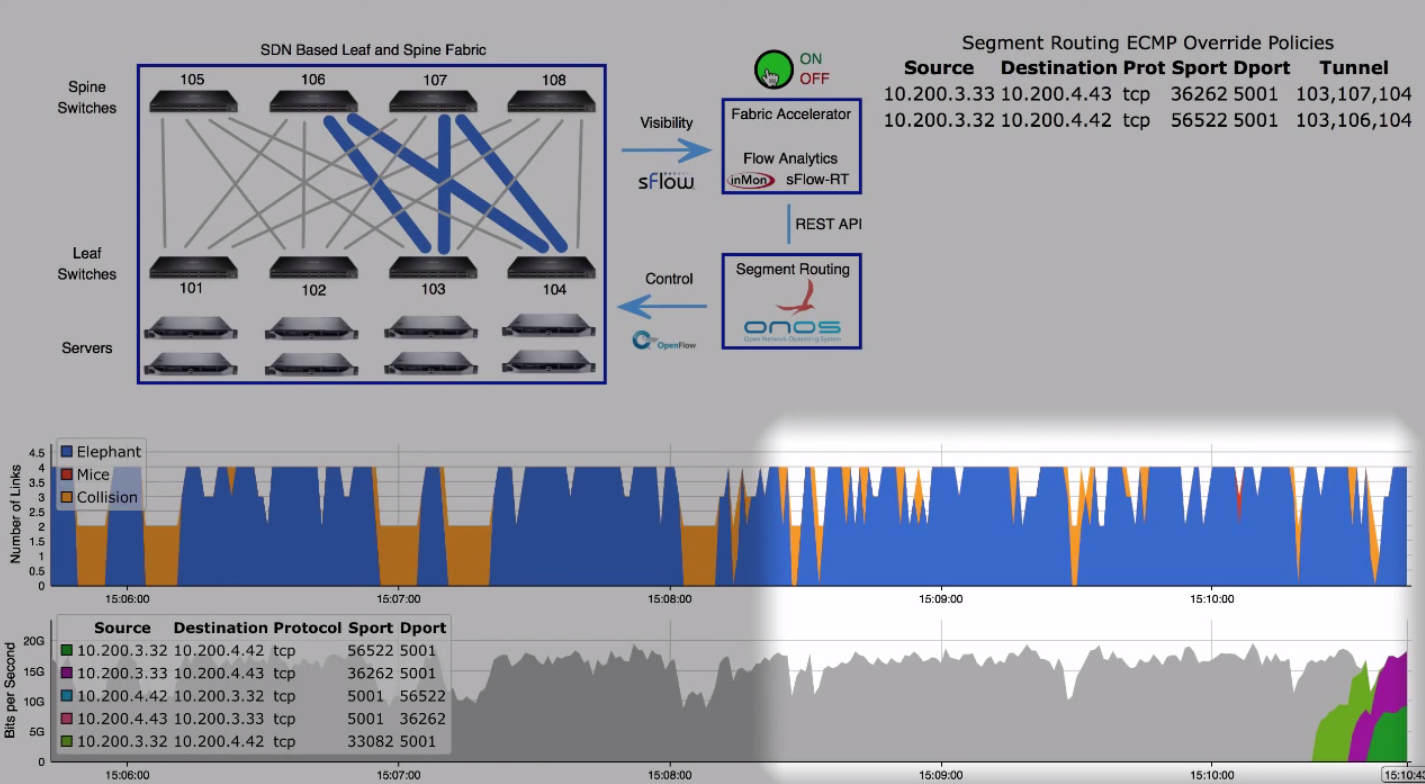 SDN Based Leaf and Spine Fabric
Spine
Switches
105 106 107 108
Leaf
Switches
101 102 103 104
Servers
Visibility
sFlow
Control
OpenFlow
ON
OFF
Fabric Accelerator
Flow Analytics
inMon sFlow-RT
REST API
Segment Routing
onos
Open Network Operating System
Segment Routing ECMP Override Policies
Source Destination Prot Sport Dport Tunnel
10.200.3.33 10.200.4.43 tcp 36262 5001 103,107,104
10.200.3.32 10.200.4.42 tcp 56522 5001 103,106,104
Number of Links
4.5
4
3.5
3
2.5
2
1.5
1
0.5
0
Elephant
Mice
Collision
15:06:00 15:07:00 15:08:00 15:09:00 15:10:00
Bits per Second
20G
15G
10G
5G
0
Source Destination Protocol Sport Dport
10.200.3.32 10.200.4.42 tcp 56522 5001
10.200.3.33 10.200.4.43 tcp 36262 5001
10.200.4.42 10.200.3.32 tcp 5001 56522
10.200.4.43 10.200.3.33 tcp 5001 36262
10.200.3.32 10.200.4.42 tcp 33082 5001
15:06:00 15:07:00 15:08:00 15:09:00 15:10:00